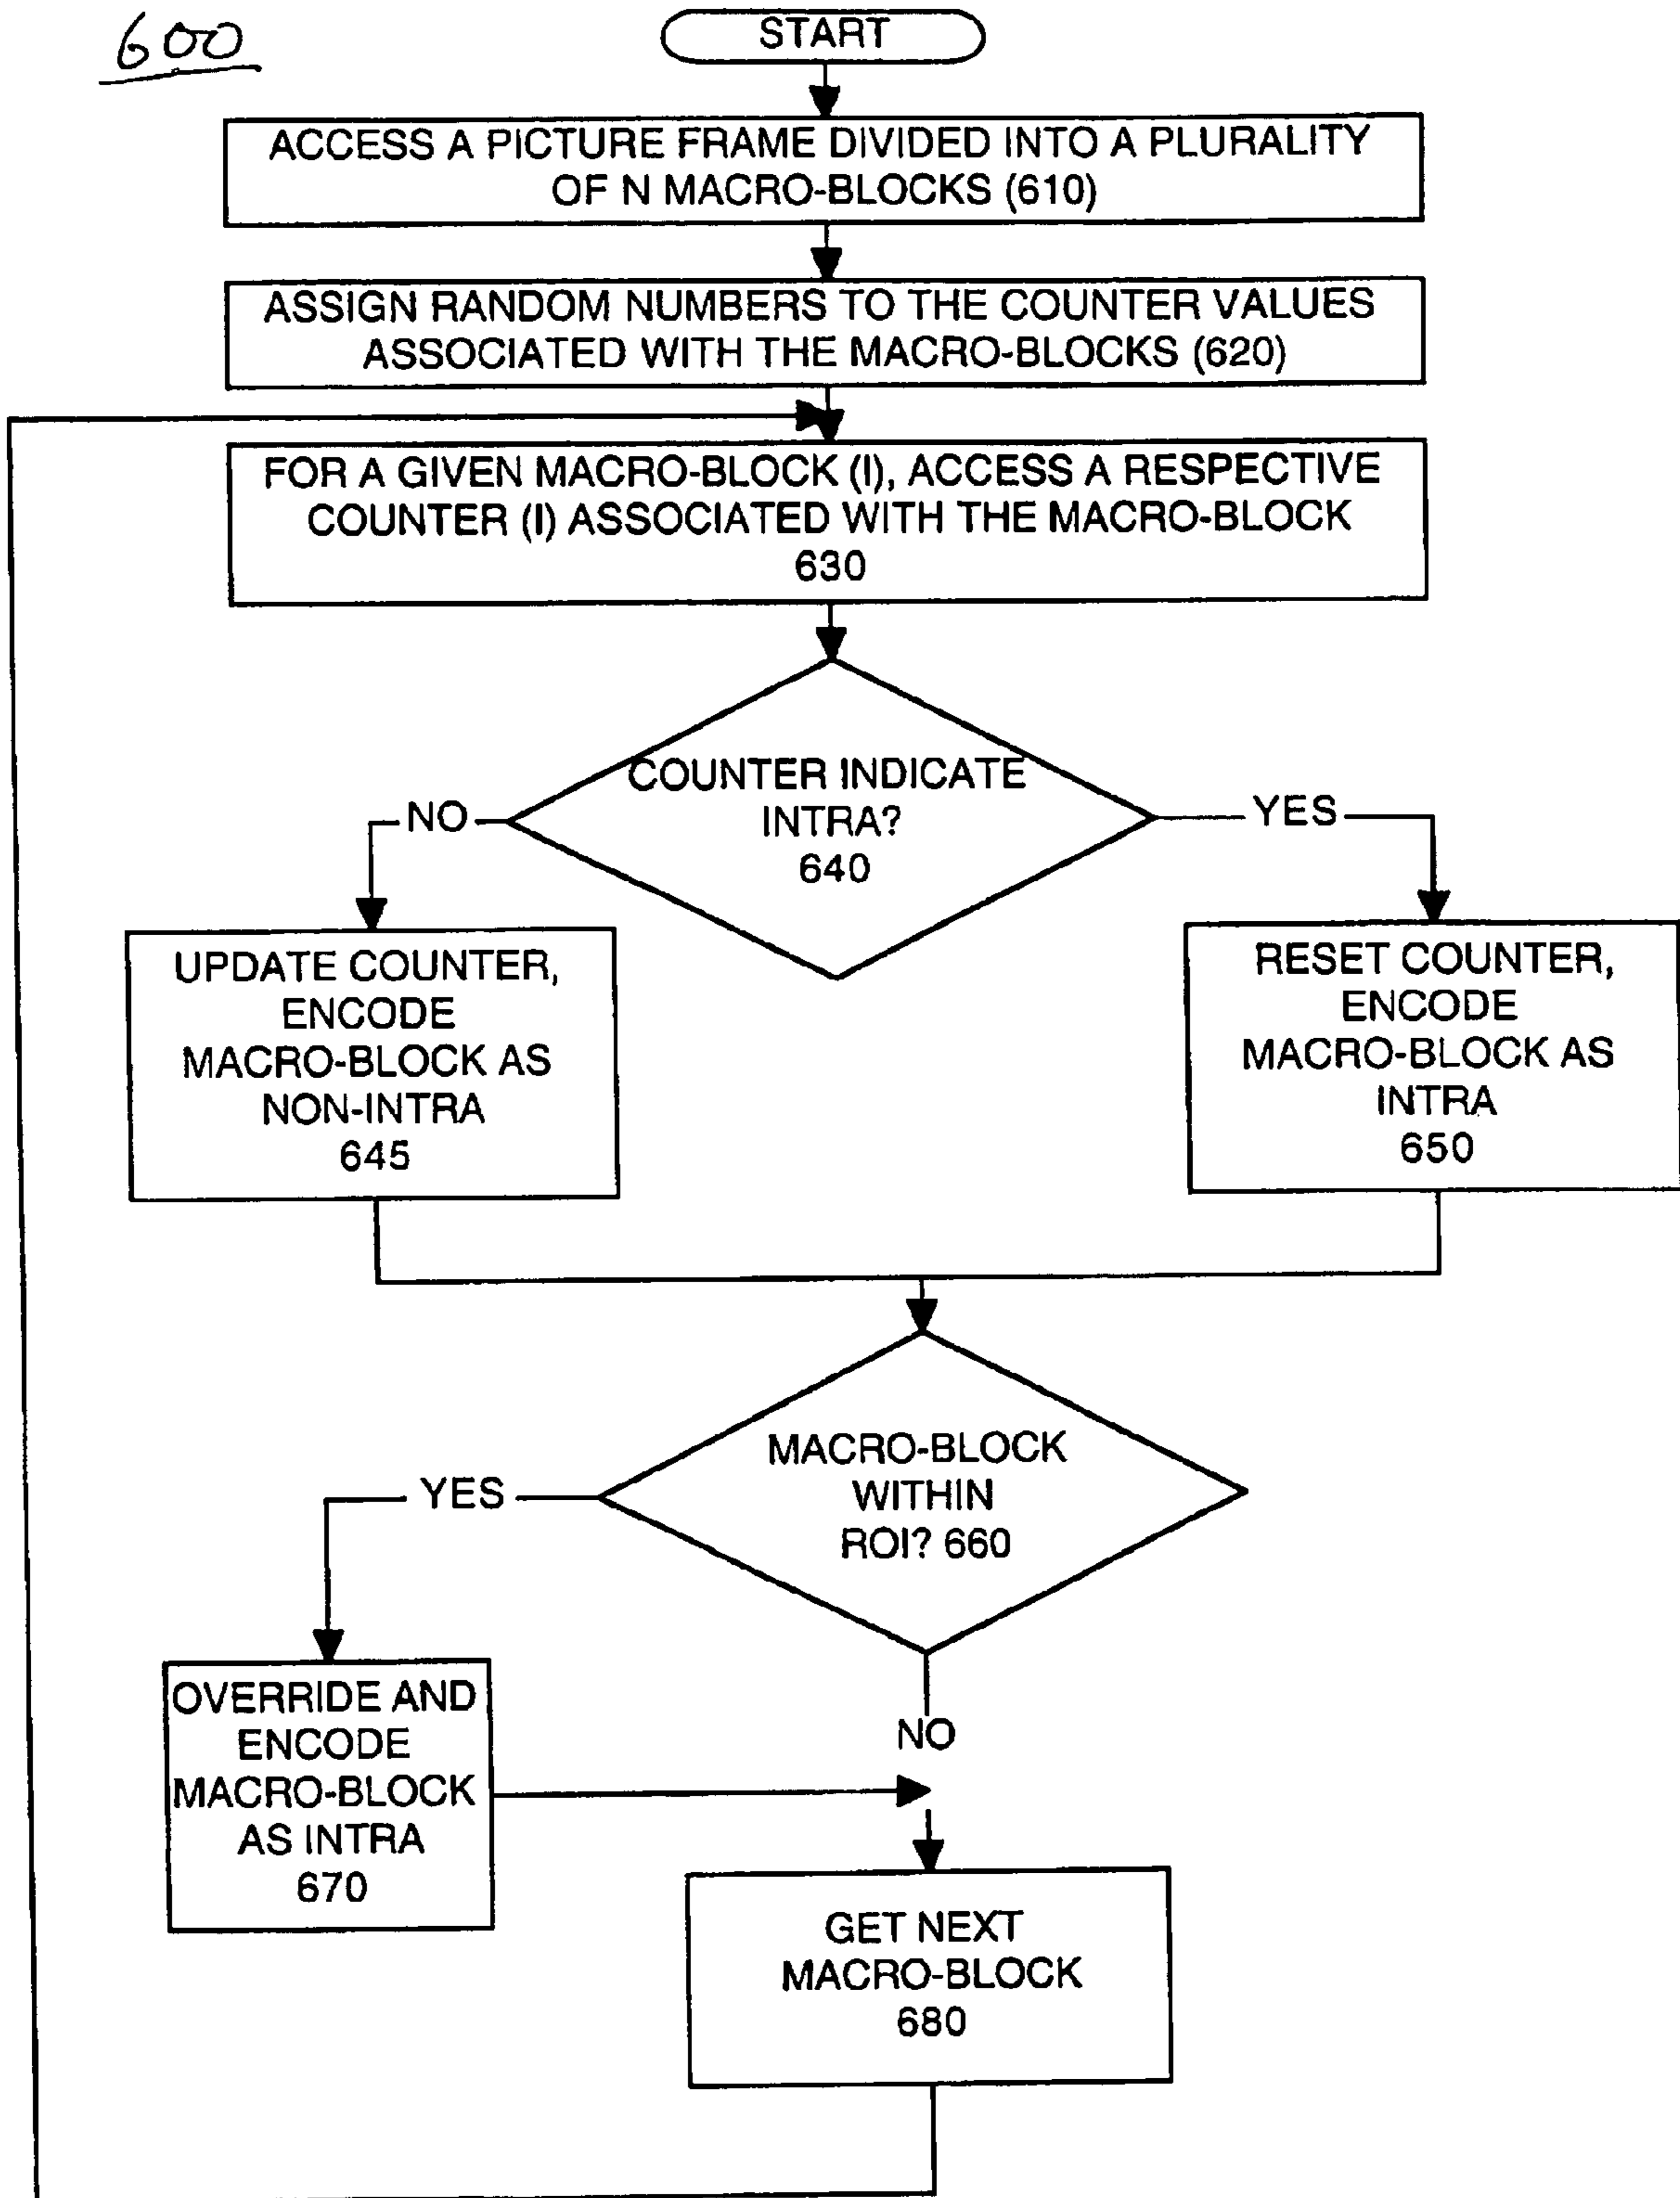 600
START
ACCESS A PICTURE FRAME DIVIDED INTO A PLURALITY
OF N MACRO-BLOCKS (610)
ASSIGN RANDOM NUMBERS TO THE COUNTER VALUES
ASSOCIATED WITH THE MACRO-BLOCKS (620)
FOR A GIVEN MACRO-BLOCK (I), ACCESS A RESPECTIVE
COUNTER (I) ASSOCIATED WITH THE MACRO-BLOCK
630
COUNTER INDICATE
INTRA?
640
NO
YES
UPDATE COUNTER,
ENCODE
MACRO-BLOCK AS
NON-INTRA
645
RESET COUNTER,
ENCODE
MACRO-BLOCK AS
INTRA
650
MACRO-BLOCK
WITHIN
ROI? 660
YES
NO
OVERRIDE AND
ENCODE
MACRO-BLOCK
AS INTRA
670
GET NEXT
MACRO-BLOCK
680